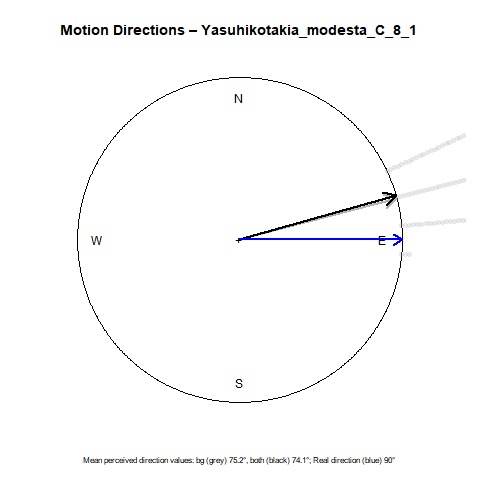 Motion Directions – Yasuhikotakia_modesta_C_8_1
N
W
E
S
Mean perceived direction values: bg (grey) 75.2°, both (black) 74.1°; Real direction (blue) 90°